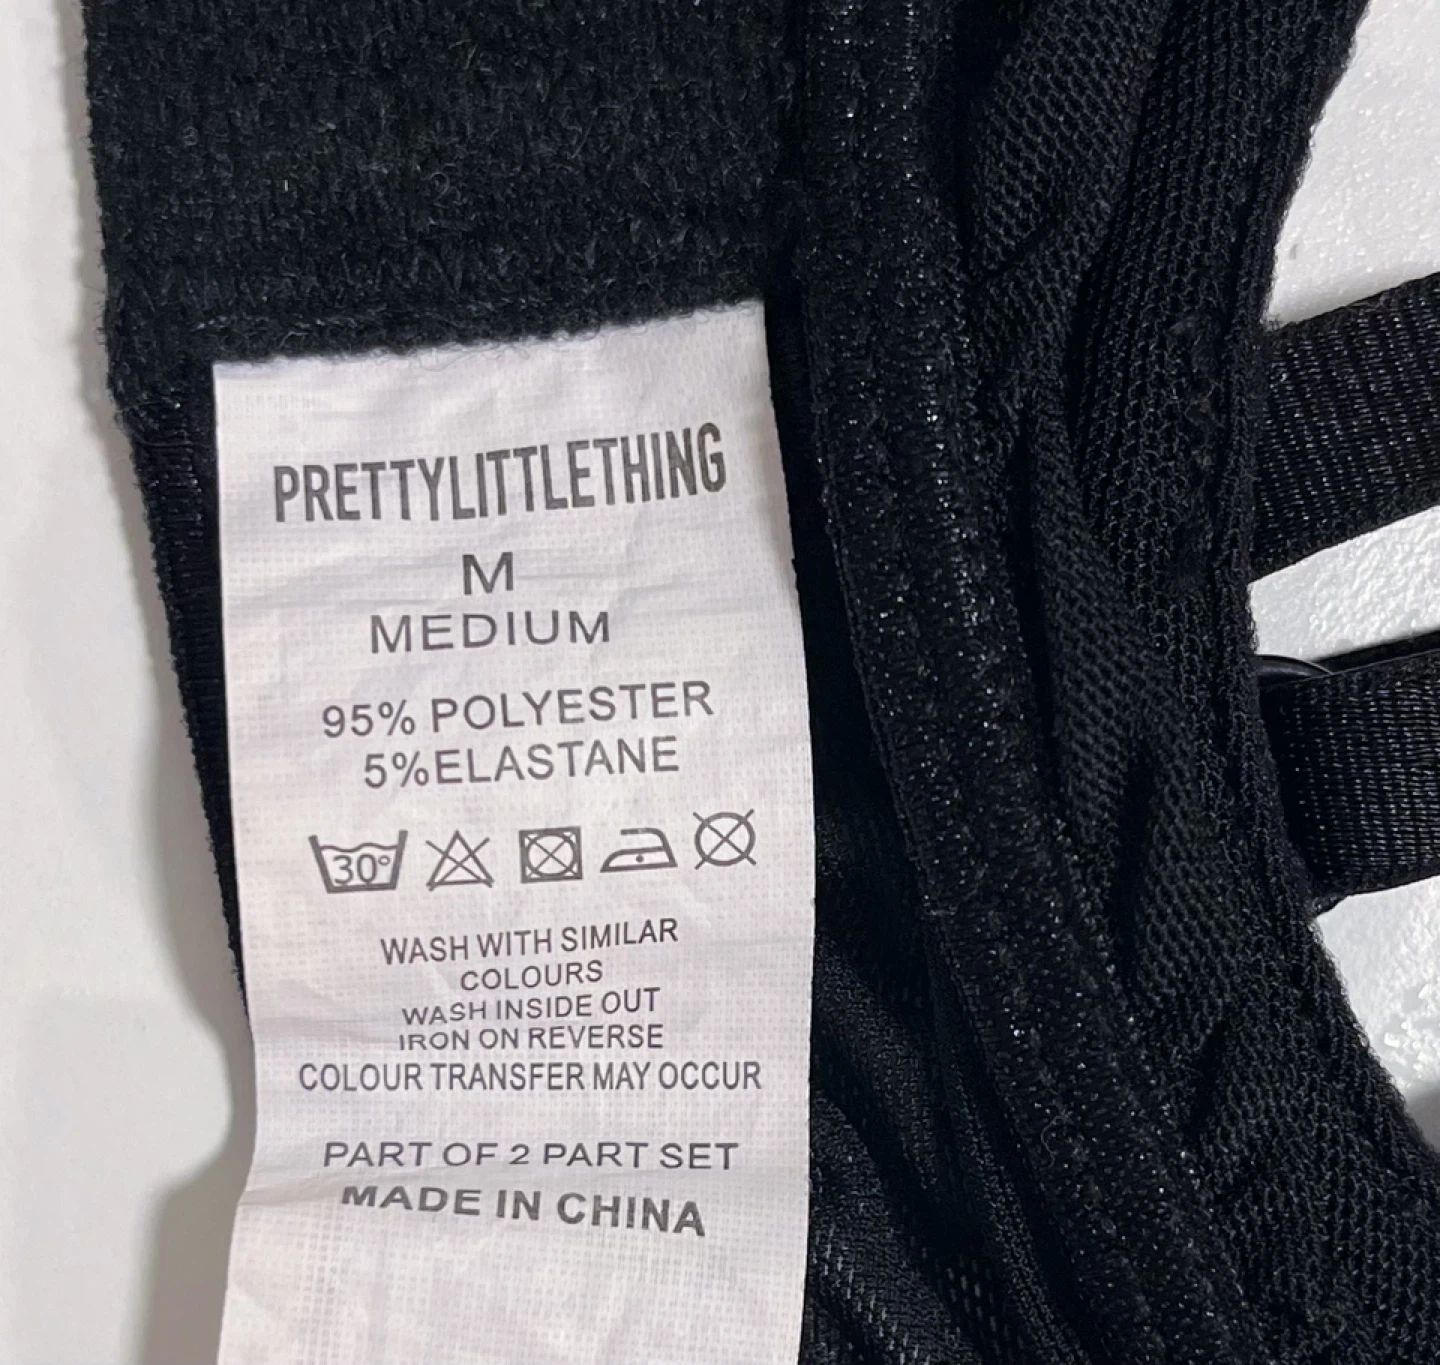 PRETTYLITTLETHING
M
MEDIUM
95% POLYESTER
5%ELASTANE
30°
WASH WITH SIMILAR
COLOURS
WASH INSIDE OUT
IRON ON REVERSE
COLOUR TRANSFER MAY OCCUR
PART OF 2 PART SET
MADE IN CHINA